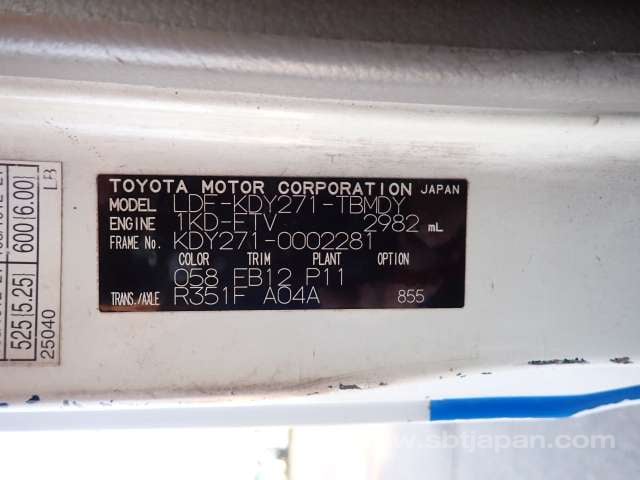 TOYOTA MOTOR CORPORATION JAPAN
MODEL LDF-KDY271-TBMDY
ENGINE 1KD-FTV 2982 mL
FRAME No. KDY271-0002281
COLOR TRIM PLANT OPTION
058 FB12 P11
TRANS./AXLE R351F A04A 855
525(5.25) 600(6.00)
25040 LB
www.sbtjapan.com